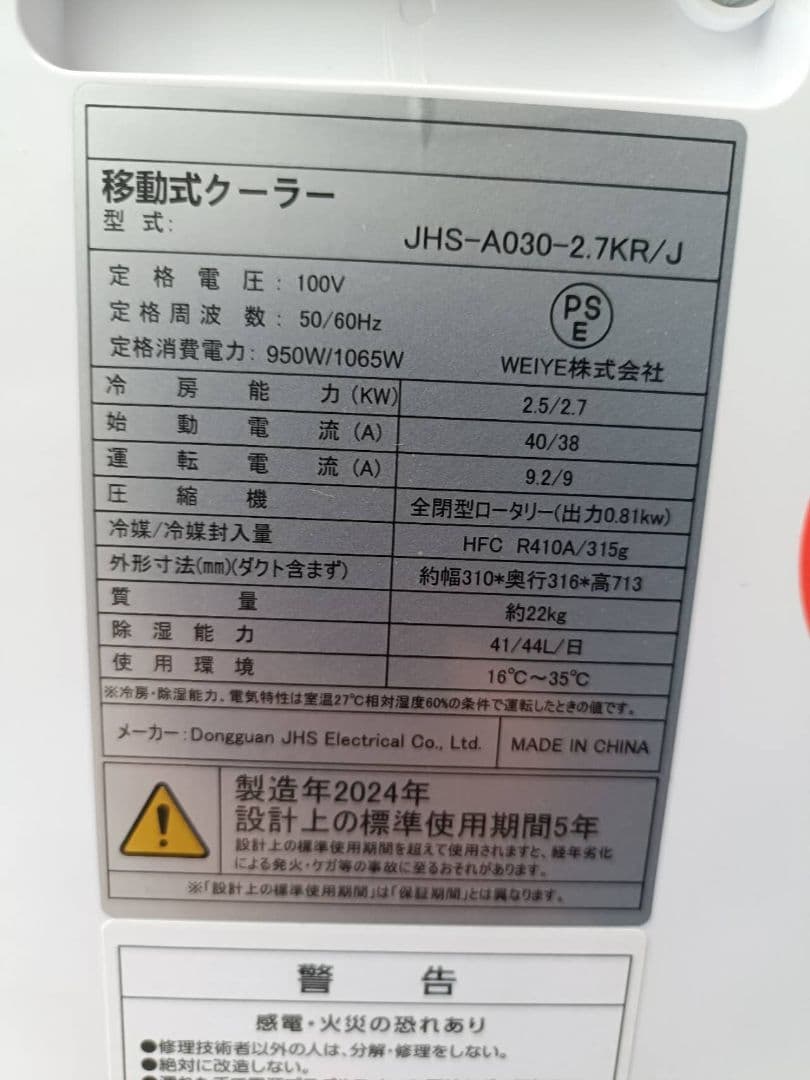 移動式クーラー
型式: JHS-A030-2.7KR/J
定格電圧: 100V
定格周波数: 50/60Hz
定格消費電力: 950W/1065W
PS
E
WEIYE株式会社
冷房能力(KW) 2.5/2.7
始動電流(A) 40/38
運転電流(A) 9.2/9
圧縮機 全閉型ロータリー(出力0.81kw)
冷媒/冷媒封入量 HFC R410A/315g
外形寸法(mm)(ダクト含まず) 約幅310*奥行316*高713
質量 約22kg
除湿能力 41/44L/日
使用環境 16℃～35℃
※冷房・除湿能力、電気特性は室温27℃相対湿度60%の条件で運転したときの値です。
メーカー:Dongguan JHS Electrical Co., Ltd. MADE IN CHINA
製造年2024年
設計上の標準使用期間5年
設計上の標準使用期間を超えて使用されますと、経年劣化
による発火・ケガ等の事故に至るおそれがあります。
※「設計上の標準使用期間」は「保証期間」とは異なります。
警告
感電・火災の恐れあり
●修理技術者以外の人は、分解・修理をしない。
●絶対に改造しない。